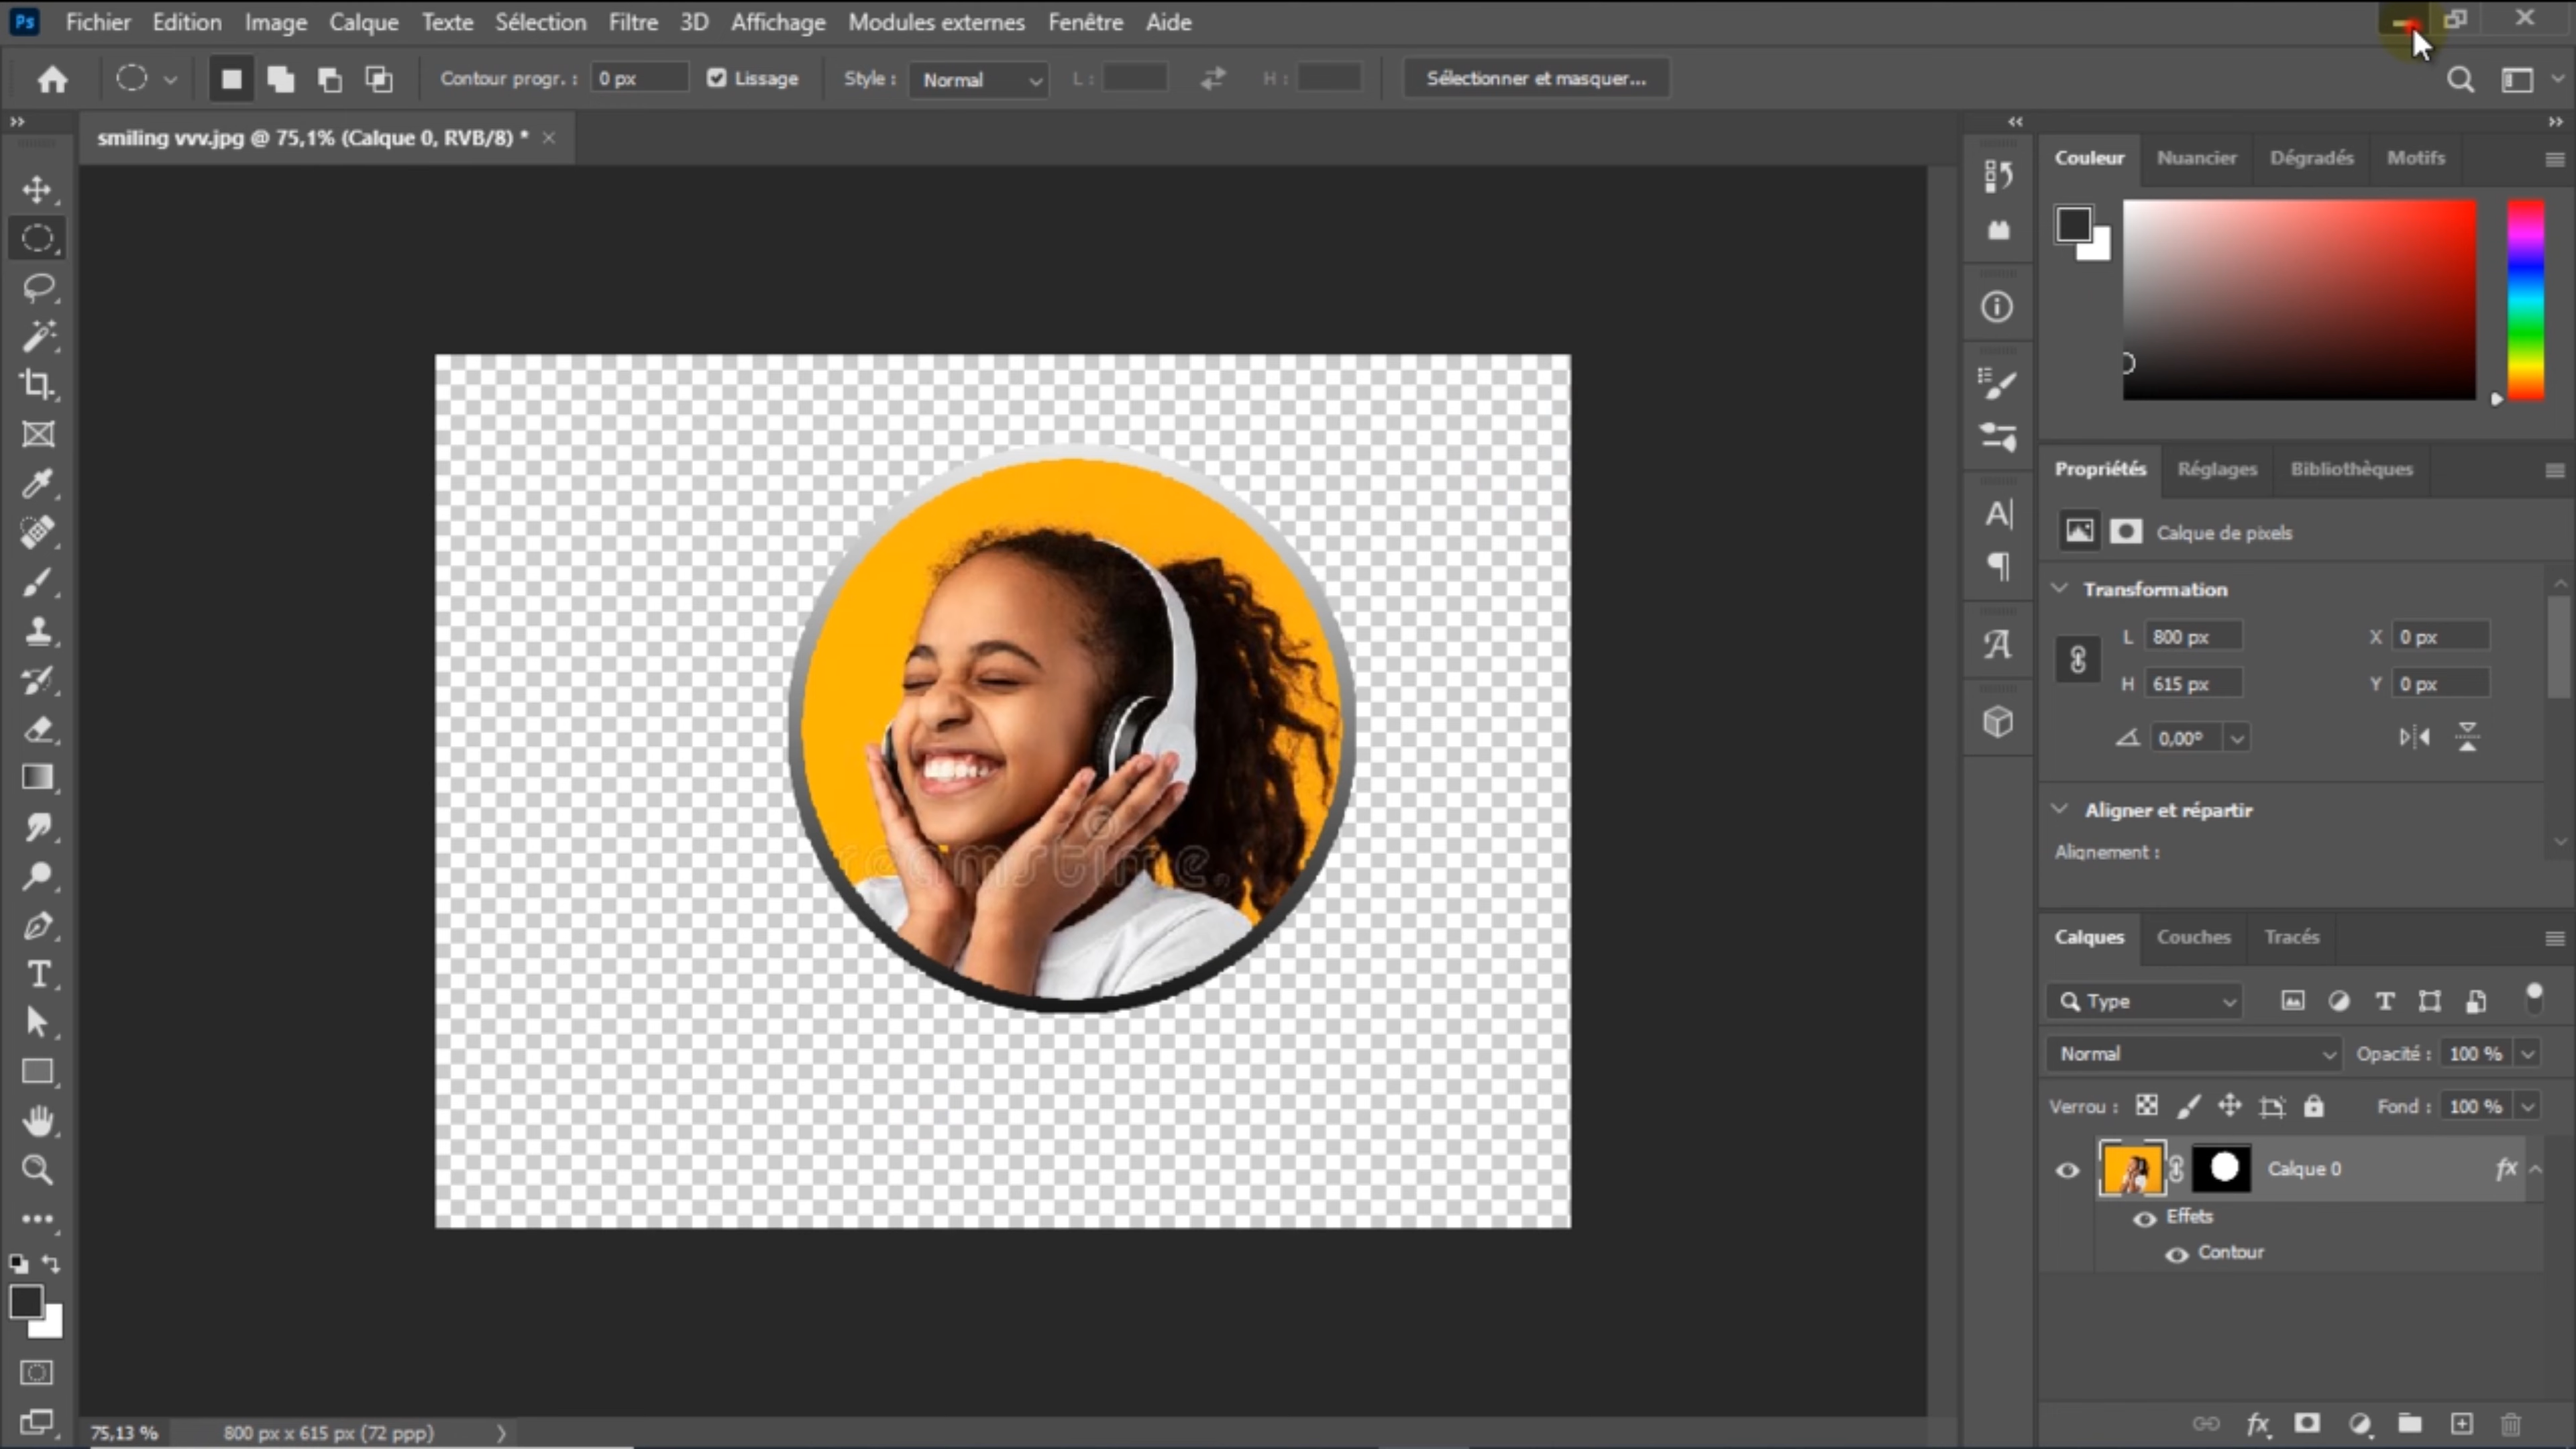 Ps Fichier Edition Image Calque Texte Sélection Filtre 3D Affichage Modules externes Fenêtre Aide
Contour progr. : 0 px Lissage Style : Normal L : H : Sélectionner et masquer...
smiling vvv.jpg @ 75,1% (Calque 0, RVB/8) * ×
Couleur Nuancier Dégradés Motifs
Propriétés Réglages Bibliothèques
Calque de pixels
Transformation
L 800 px X 0 px
H 615 px Y 0 px
0,00°
Aligner et répartir
Alignement :
reamstime.
Calques Couches Tracés
Type
Normal Opacité : 100 %
Verrou : Fond : 100 %
Calque 0 fx
Effets
Contour
75,13 % 800 px x 615 px (72 ppp)
fx